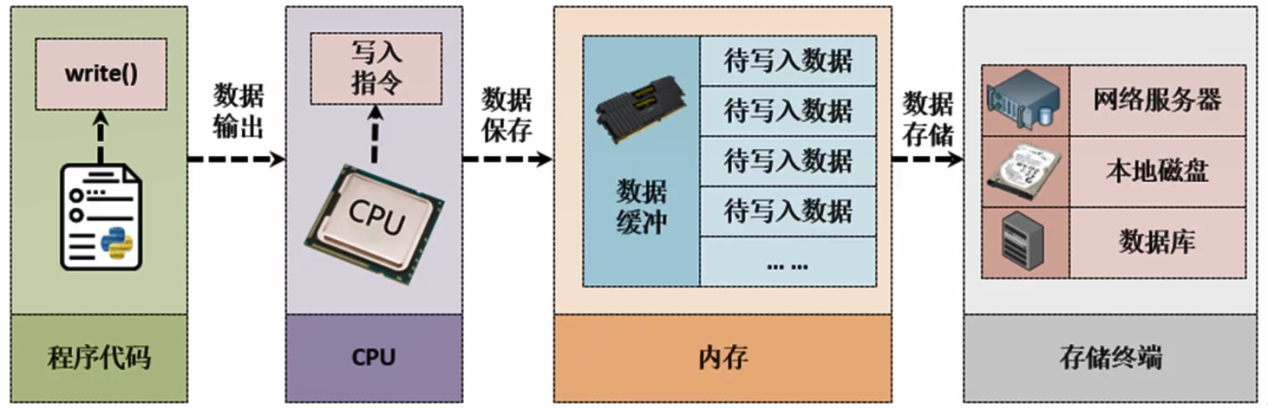 write()
程序代码
数据
输出
写入
指令
CPU
CPU
数据
保存
数据
缓冲
待写入数据
待写入数据
待写入数据
待写入数据
... ...
内存
数据
存储
网络服务器
本地磁盘
数据库
存储终端